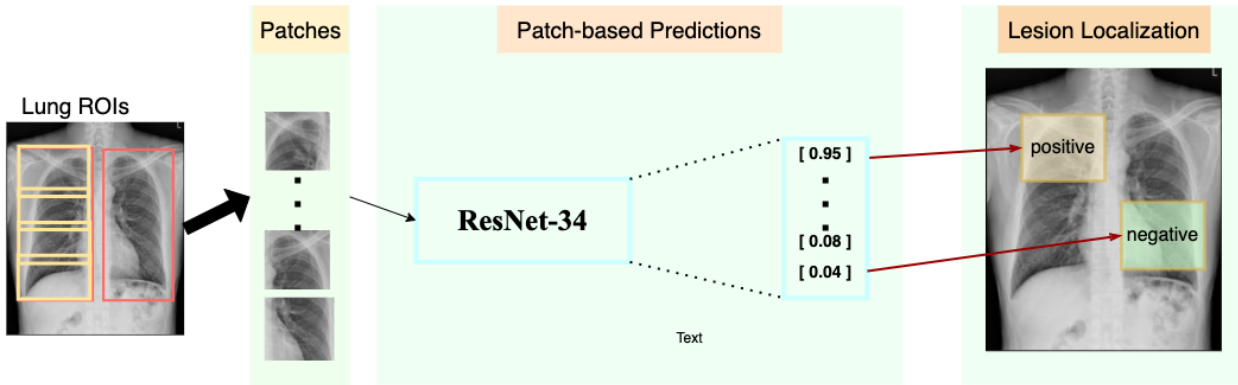 Patches
Patch-based Predictions
Lesion Localization
Lung ROIs
L
L
[ 0.95 ]
positive
ResNet-34
[ 0.08 ]
negative
[ 0.04 ]
Text